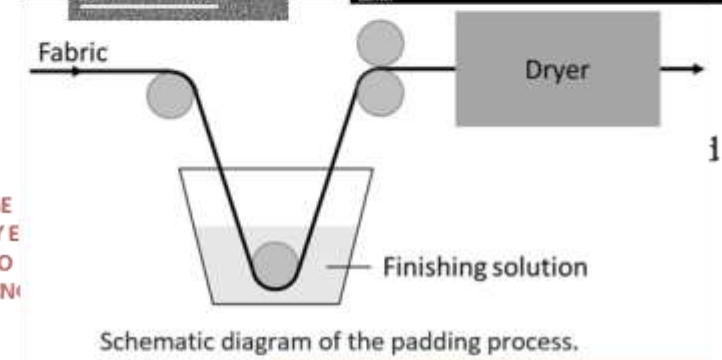 Fabric
Dryer
Finishing solution
Schematic diagram of the padding process.